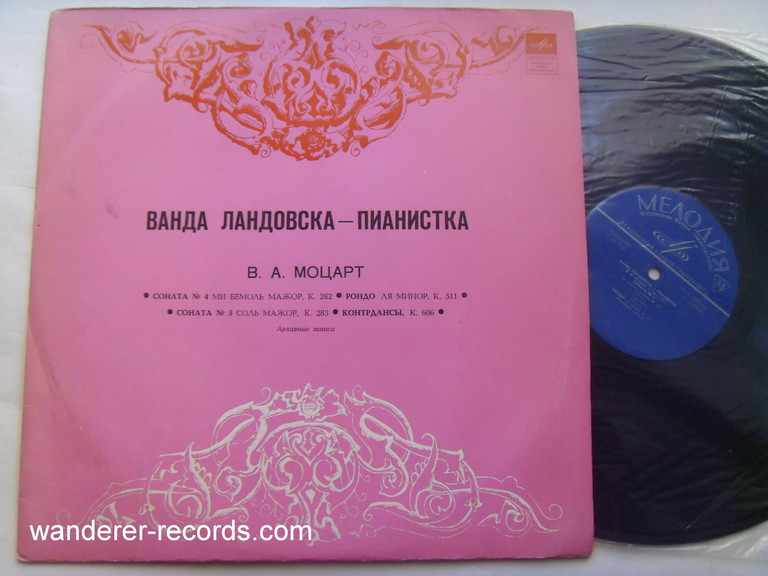 ВАНДА ЛАНДОВСКА — ПИАНИСТКА
В. А. МОЦАРТ
● СОНАТА № 4 МИ БЕМОЛЬ МАЖОР, К. 282 ● РОНДО ЛЯ МИНОР, К. 511 ●
● СОНАТА № 5 СОЛЬ МАЖОР, К. 283 ● КОНТРДАНСЫ, К. 606 ●
Архивные записи
МЕЛОДИЯ
wanderer-records.com